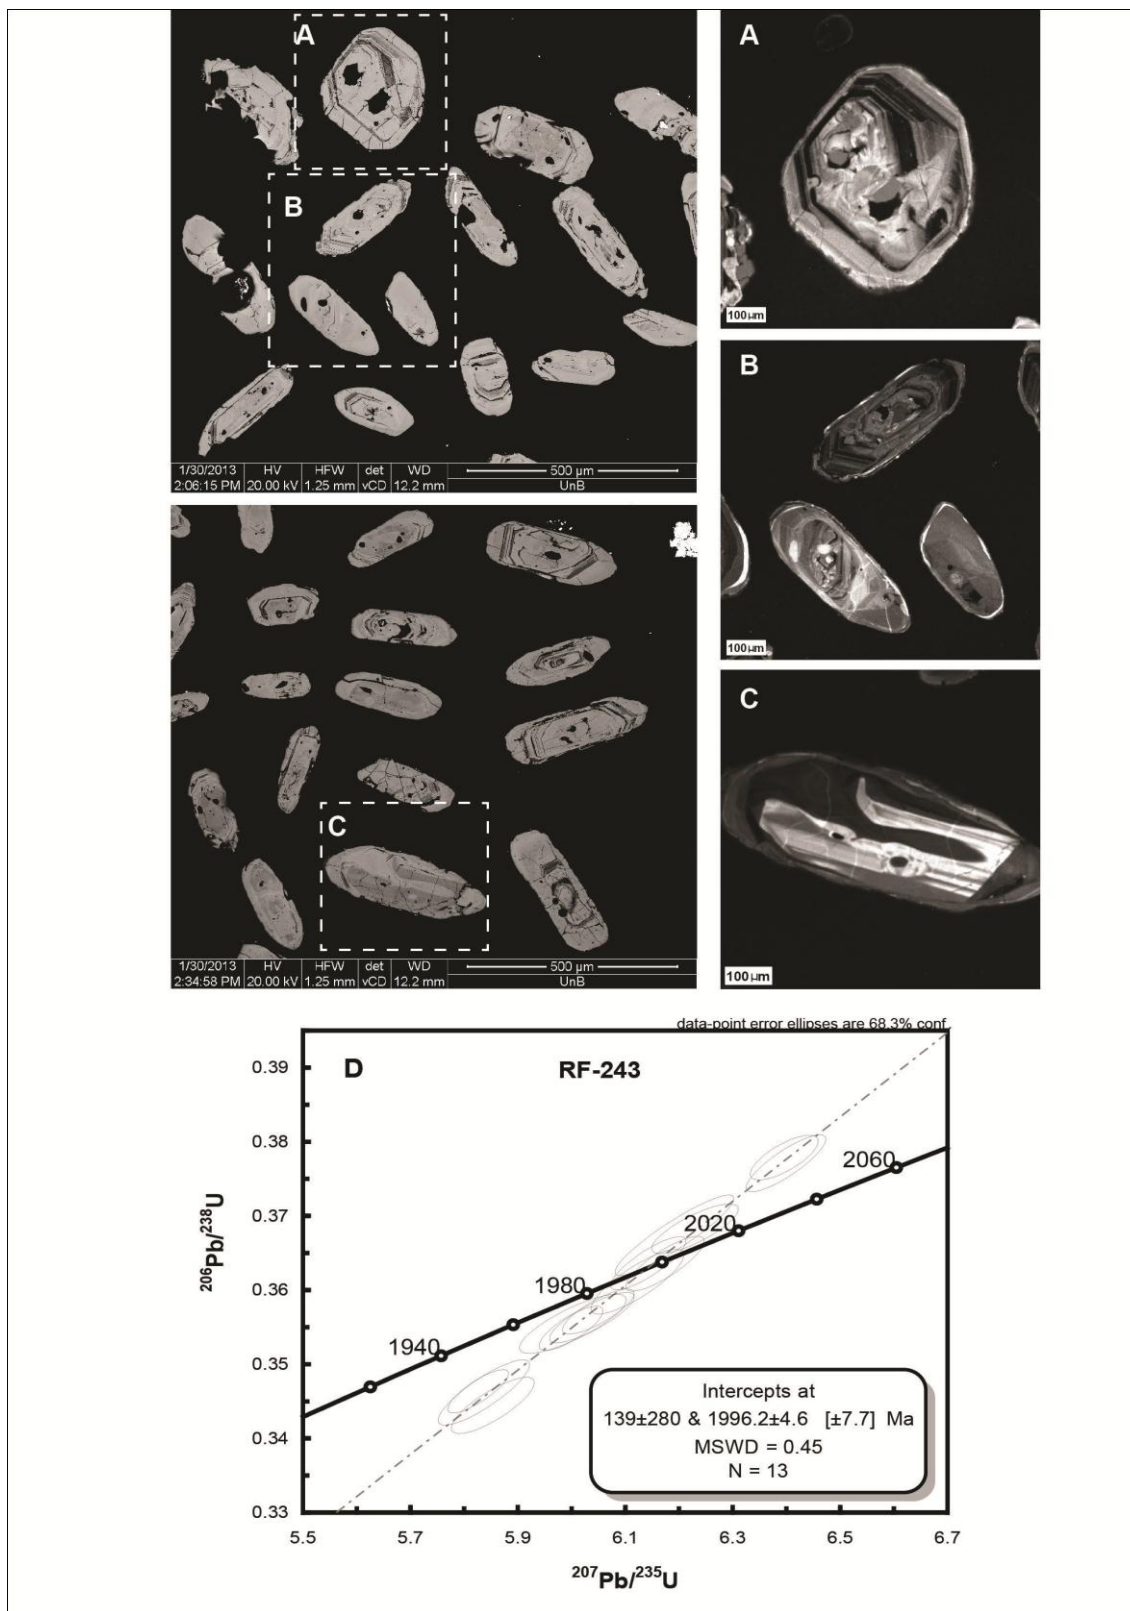 A
B
1/30/2013 HV HFW det WD 500 µm
2:06:15 PM 20.00 kV 1.25 mm vCD 12.2 mm UnB
C
1/30/2013 HV HFW det WD 500 µm
2:34:58 PM 20.00 kV 1.25 mm vCD 12.2 mm UnB
A
100µm
B
100µm
C
100µm
data-point error ellipses are 68.3% conf.
D RF-243
0.39
0.38
0.37
0.36
0.35
0.34
0.33
206Pb/238U
1940
1980
2020
2060
Intercepts at
139±280 & 1996.2±4.6 [±7.7] Ma
MSWD = 0.45
N = 13
5.5 5.7 5.9 6.1 6.3 6.5 6.7
207Pb/235U